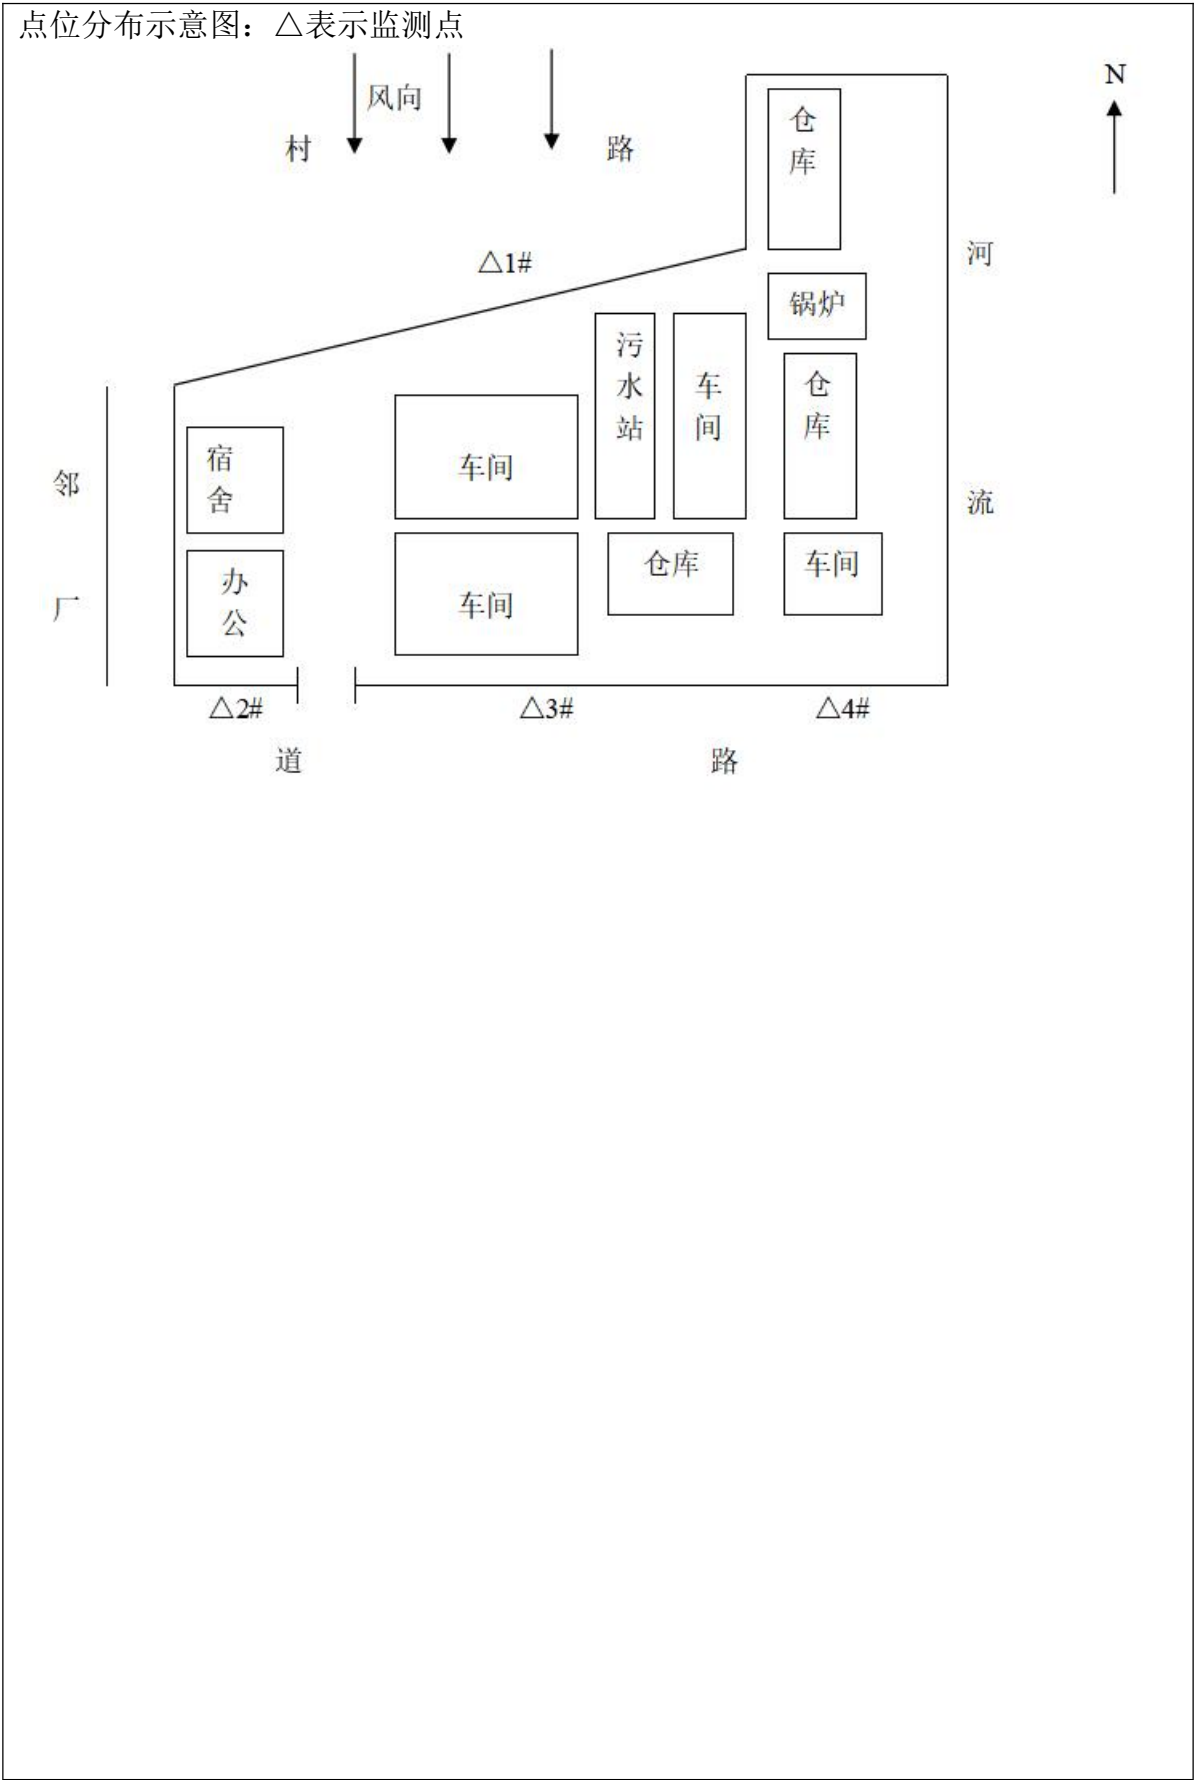 点位分布示意图：△表示监测点
风向
N
村
路
仓库
河
△1#
锅炉
污水站
车间
仓库
宿舍
车间
邻
流
仓库
车间
办公
车间
厂
△2#
△3#
△4#
道
路